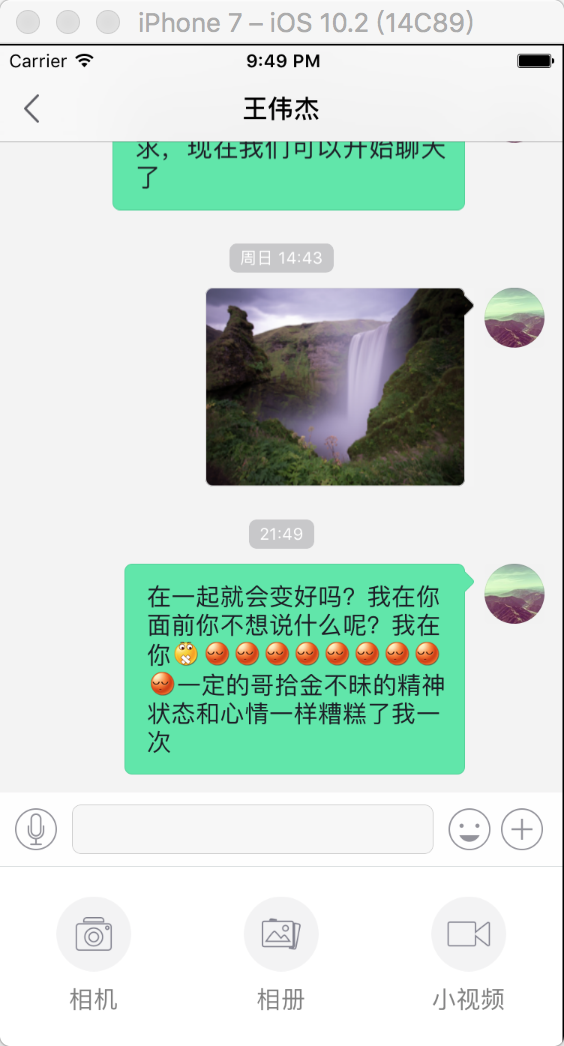 iPhone 7 – iOS 10.2 (14C89)
Carrier 9:49 PM
王伟杰
求，现在我们可以开始聊天
了
周日 14:43
21:49
在一起就会变好吗？我在你
面前你不想说什么呢？我在
你
一定的哥拾金不昧的精神
状态和心情一样糟糕了我一
次
相机 相册 小视频